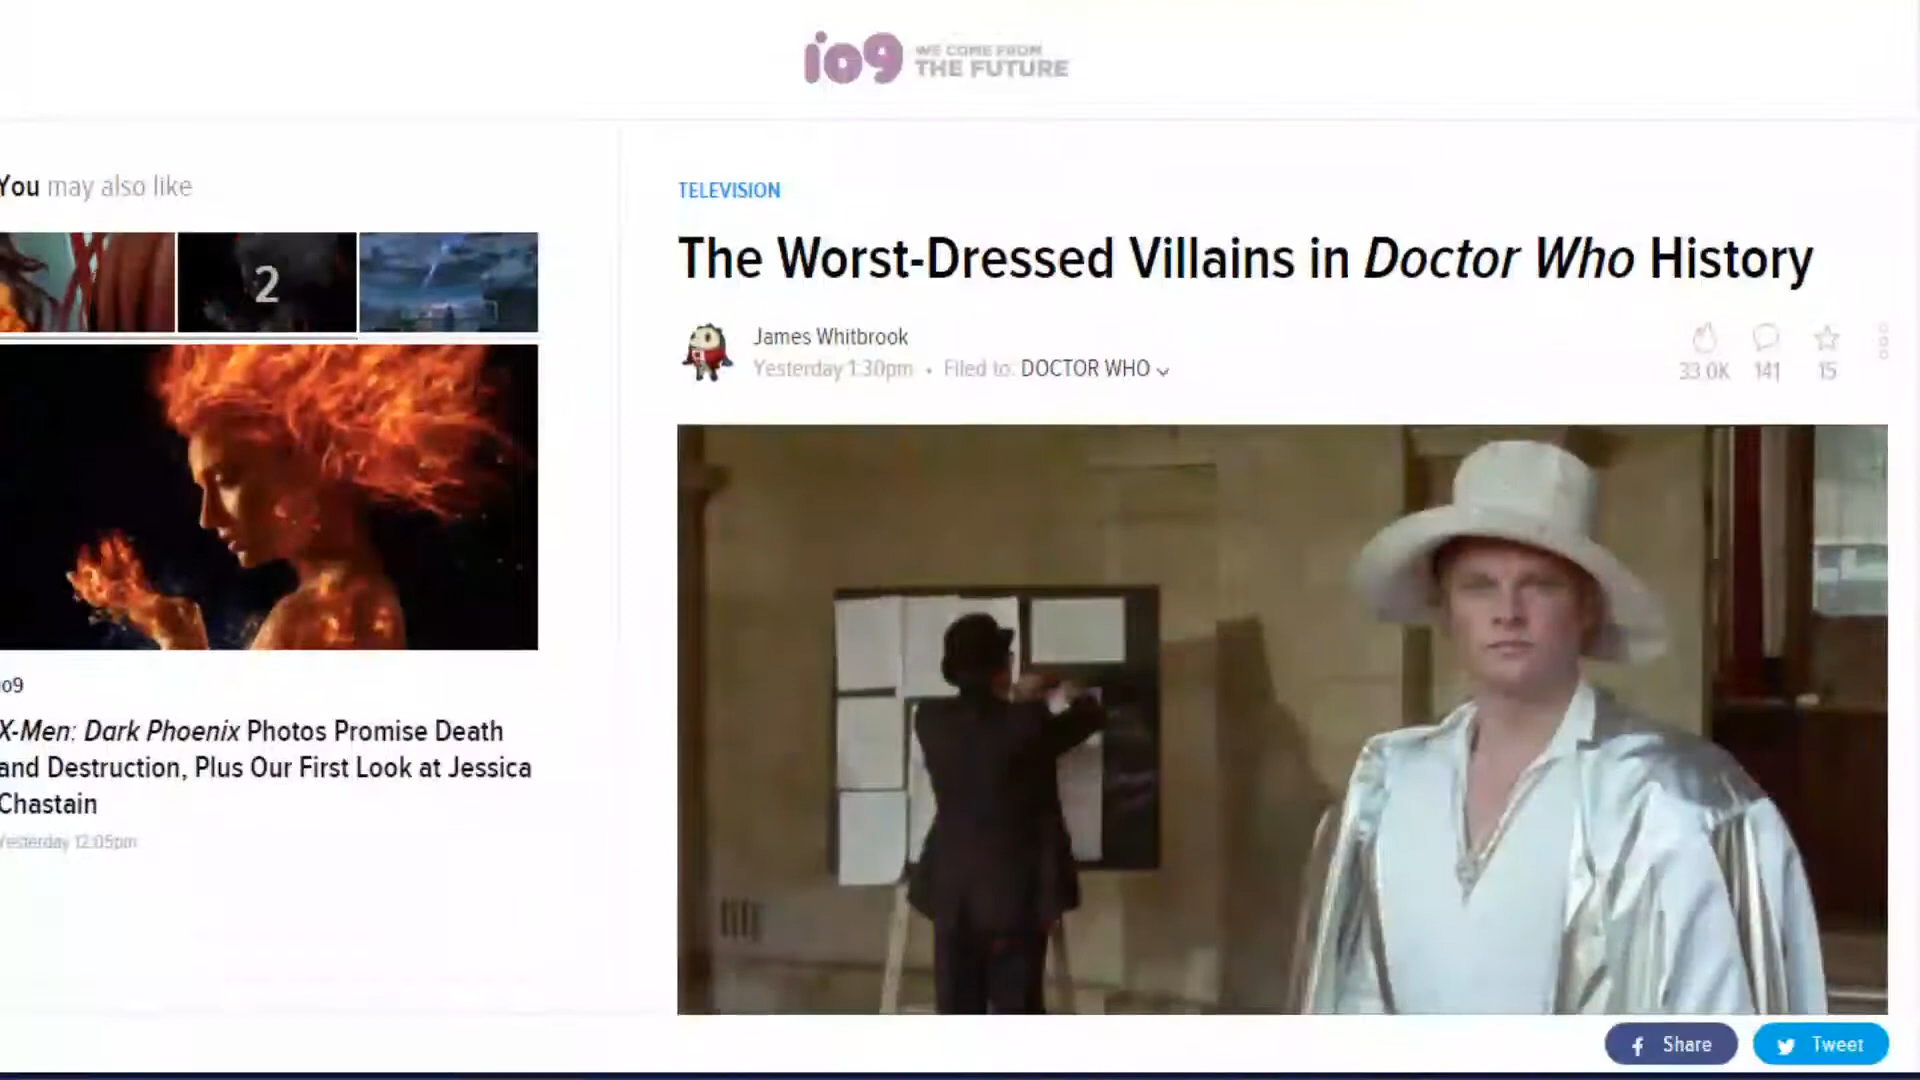 io9 WE COME FROM
THE FUTURE
You may also like
2
io9
X-Men: Dark Phoenix Photos Promise Death
and Destruction, Plus Our First Look at Jessica
Chastain
Yesterday 12:05pm
TELEVISION
The Worst-Dressed Villains in Doctor Who History
James Whitbrook
Yesterday 1:30pm • Filed to: DOCTOR WHO
33.0K 141 15
Share Tweet